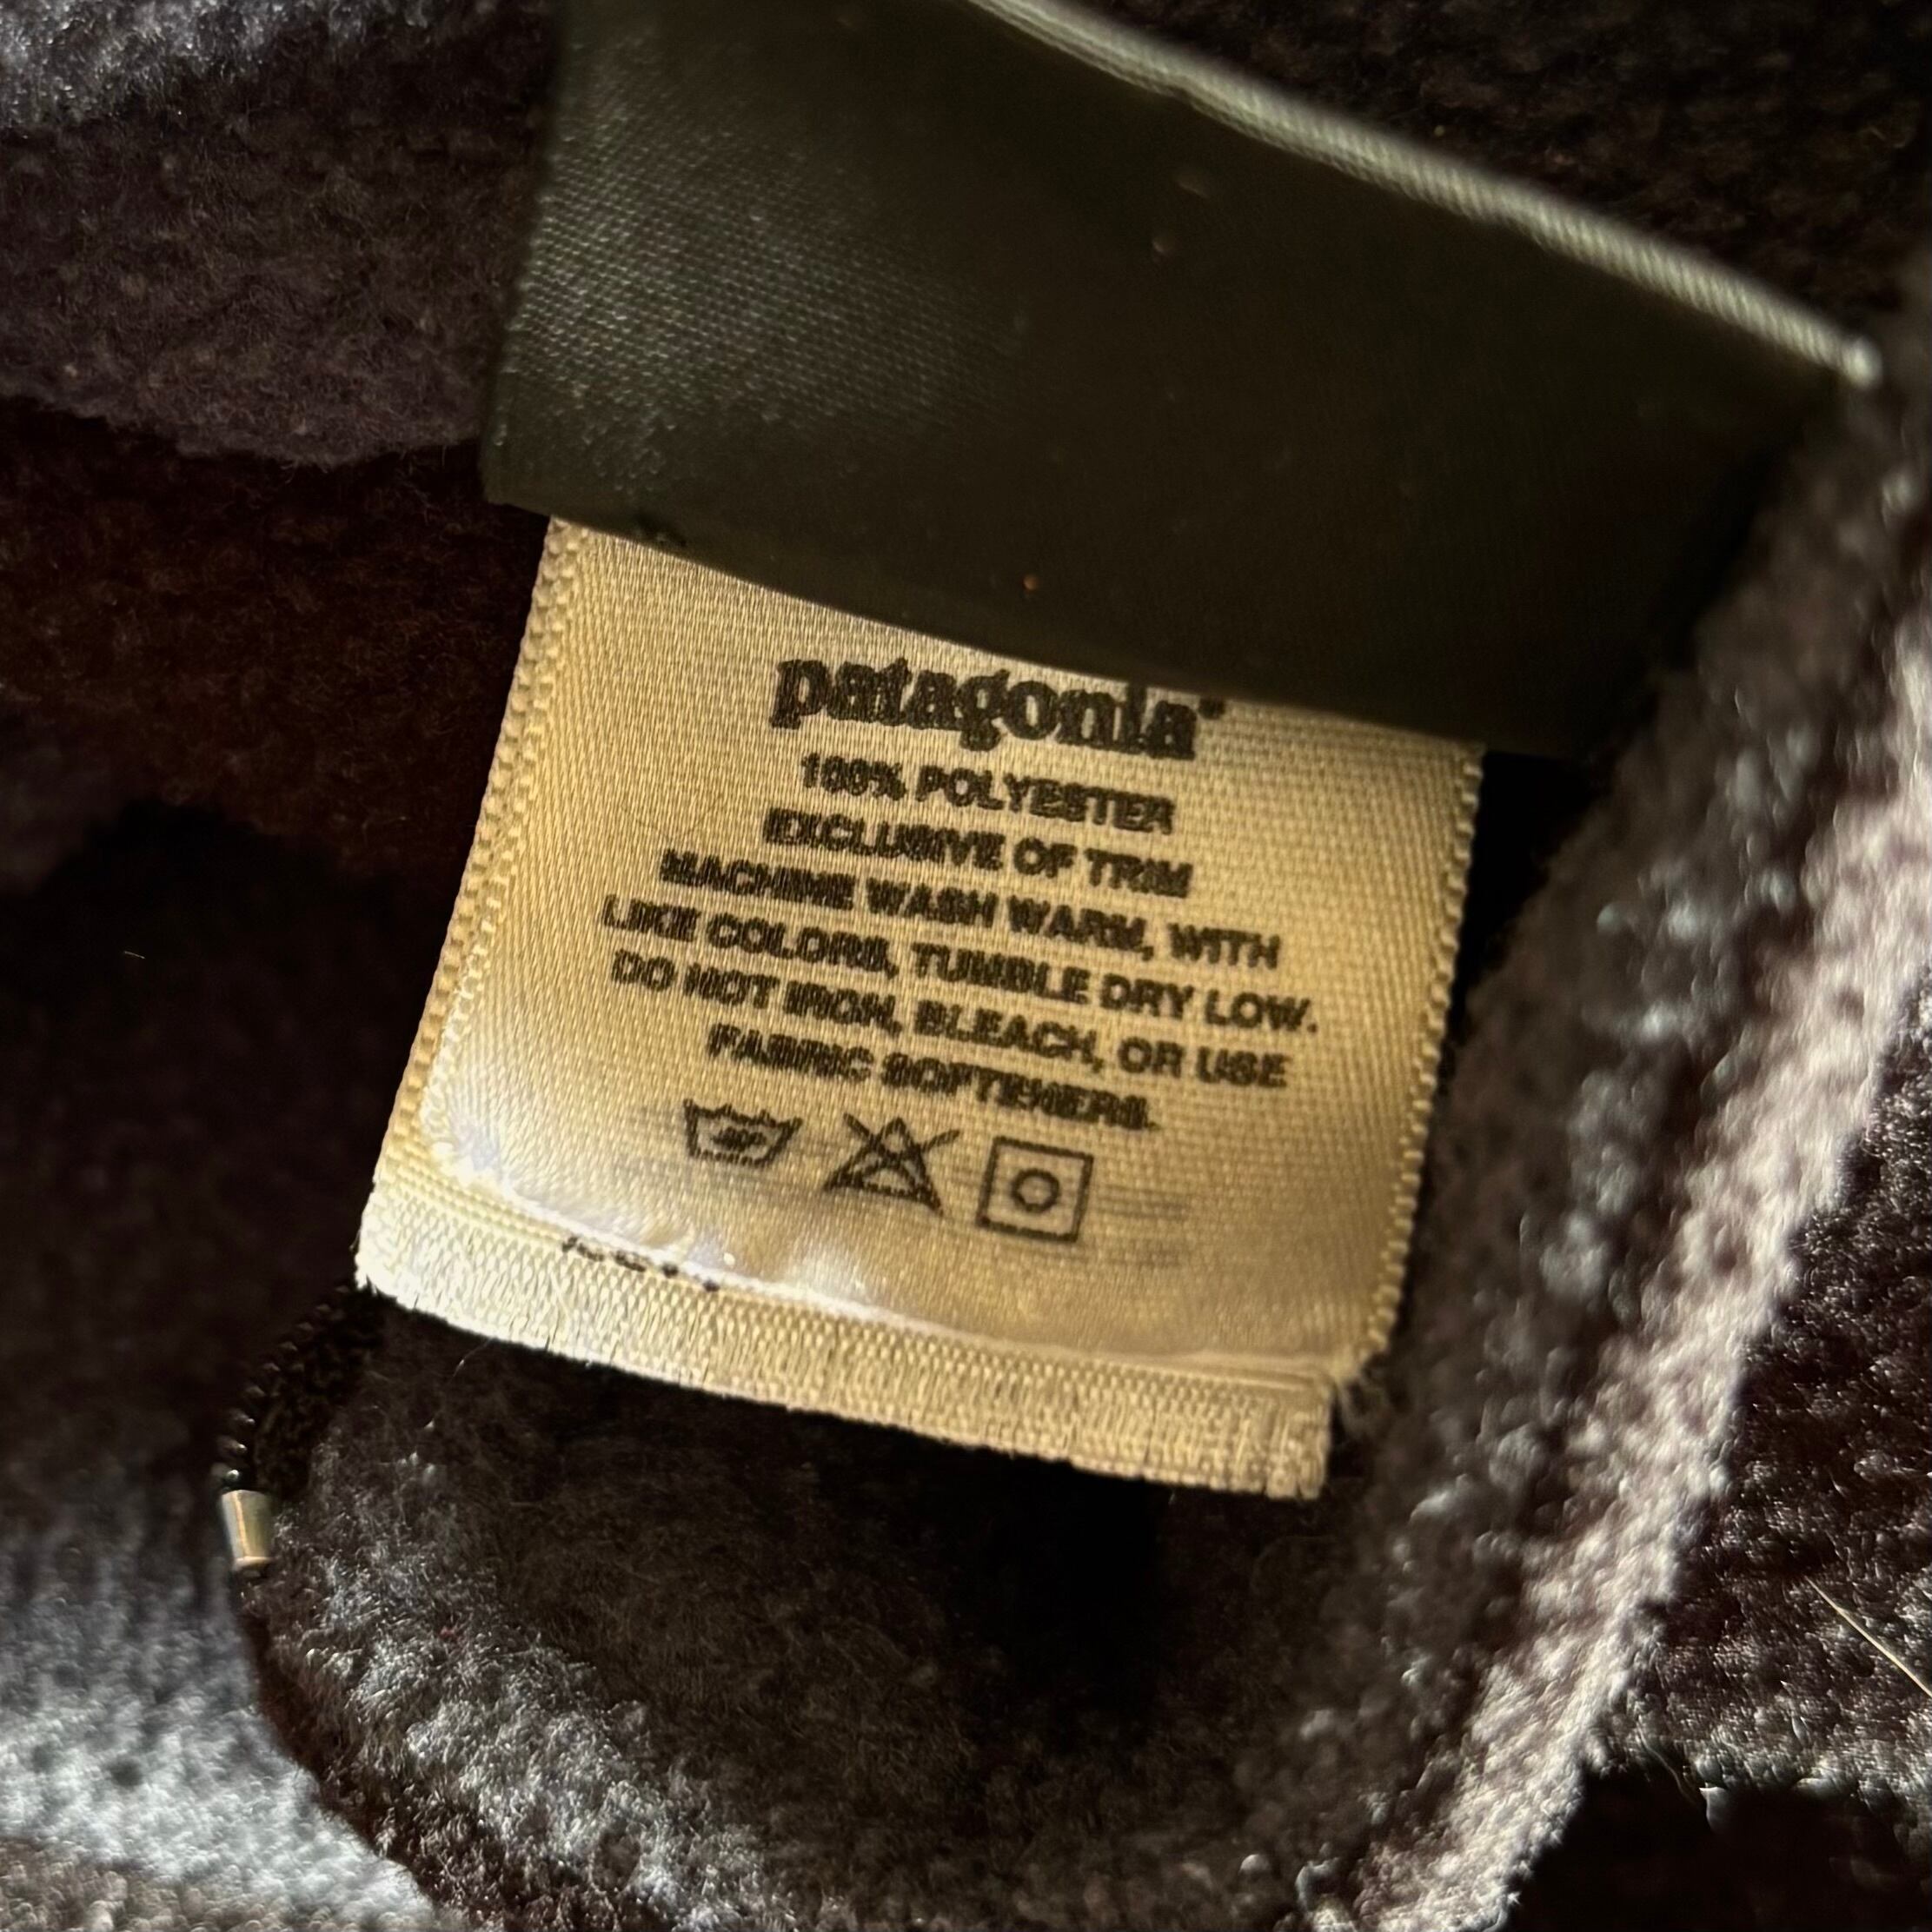 patagonia®
100% POLYESTER
EXCLUSIVE OF TRIM
MACHINE WASH WARM, WITH
LIKE COLORS, TUMBLE DRY LOW.
DO NOT IRON, BLEACH, OR USE
FABRIC SOFTENERS.